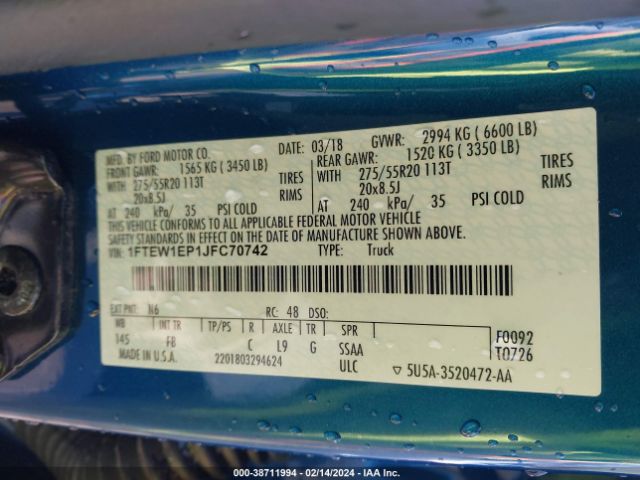 MFD. BY FORD MOTOR CO. DATE: 03/18 GVWR: 2994 KG ( 6600 LB)
FRONT GAWR: 1565 KG ( 3450 LB) REAR GAWR: 1520 KG ( 3350 LB)
WITH 275/55R20 113T TIRES WITH 275/55R20 113T TIRES
20x8.5J RIMS 20x8.5J RIMS
AT 240 kPa/ 35 PSI COLD AT 240 kPa/ 35 PSI COLD
THIS VEHICLE CONFORMS TO ALL APPLICABLE FEDERAL MOTOR VEHICLE
SAFETY STANDARDS IN EFFECT ON THE DATE OF MANUFACTURE SHOWN ABOVE.
VIN: 1FTEW1EP1JFC70742 TYPE: Truck
EXT PNT: N6 RC: 48 DSO:
WB INT TR TP/PS R AXLE TR SPR F0092
145 FB C L9 G SSAA T0726
MADE IN U.S.A. 2201803294624 ULC ▽ 5U5A-3520472-AA
000-38711994 - 02/14/2024 - IAA Inc.